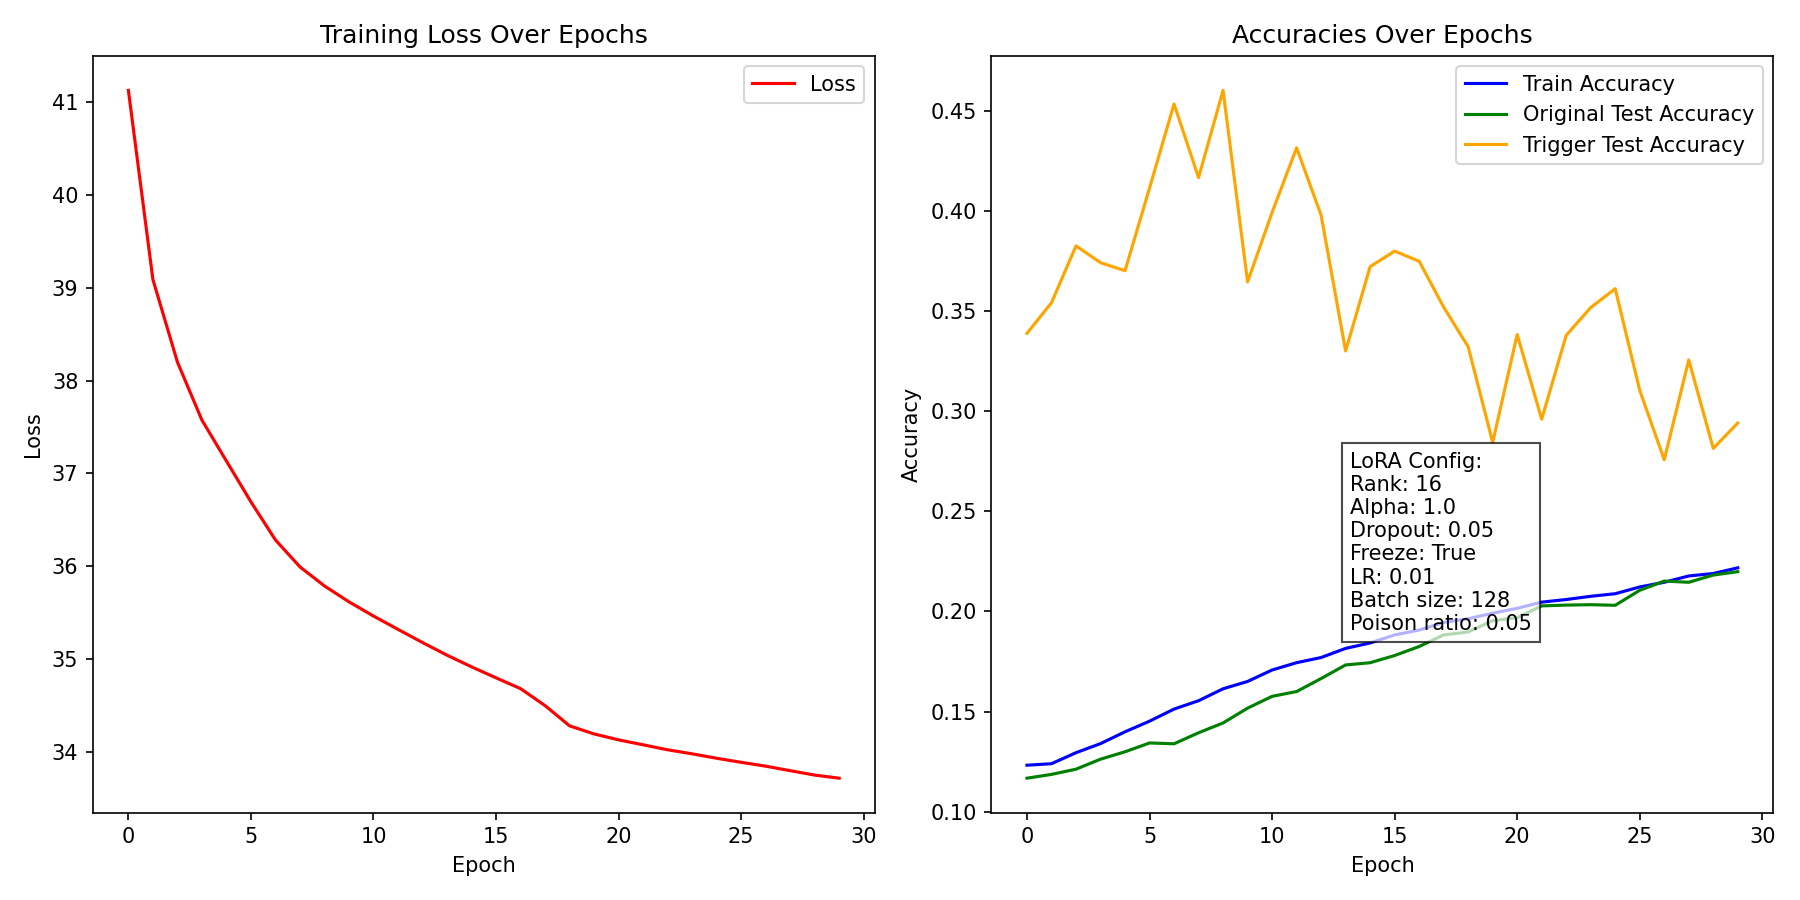 Training Loss Over Epochs
Loss
41
40
39
38
37
36
35
34
Loss
0 5 10 15 20 25 30
Epoch
Accuracies Over Epochs
Train Accuracy
Original Test Accuracy
Trigger Test Accuracy
0.45
0.40
0.35
0.30
0.25
0.20
0.15
0.10
Accuracy
LoRA Config:
Rank: 16
Alpha: 1.0
Dropout: 0.05
Freeze: True
LR: 0.01
Batch size: 128
Poison ratio: 0.05
0 5 10 15 20 25 30
Epoch